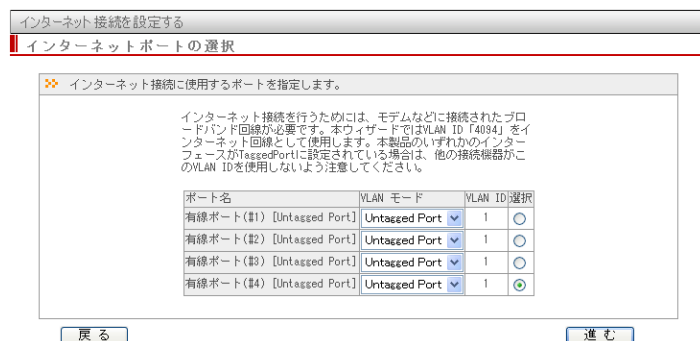 インターネット接続を設定する
インターネットポートの選択
インターネット接続に使用するポートを指定します。
インターネット接続を行うためには、モデムなどに接続されたブロ
ードバンド回線が必要です。本ウィザードではVLAN ID「4094」をイ
ンターネット回線として使用します。本製品のいずれかのインター
フェースがTaggedPortに設定されている場合は、他の接続機器がこ
のVLAN IDを使用しないよう注意してください。
ポート名 VLAN モード VLAN ID 選択
有線ポート(#1) [Untagged Port] Untagged Port 1
有線ポート(#2) [Untagged Port] Untagged Port 1
有線ポート(#3) [Untagged Port] Untagged Port 1
有線ポート(#4) [Untagged Port] Untagged Port 1
戻る 進む